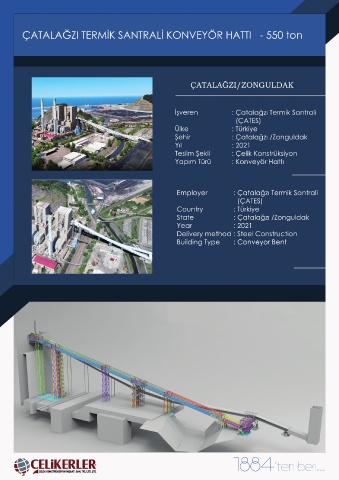 ÇATALAĞZI TERMİK SANTRALİ KONVEYÖR HATTI - 550 ton
ÇATALAĞZI/ZONGULDAK
İşveren : Çatalağzı Termik Santrali
(ÇATES)
Ülke : Türkiye
Şehir : Çatalağzı /Zonguldak
Yıl : 2021
Teslim Şekli : Çelik Konstrüksiyon
Yapım Türü : Konveyör Hattı
Employer : Çatalağzı Termik Santrali
(ÇATES)
Country : Türkiye
State : Çatalağzı /Zonguldak
Year : 2021
Delivery method : Steel Construction
Building Type : Conveyor Bent
ÇELİKERLER
1884'ten beri...